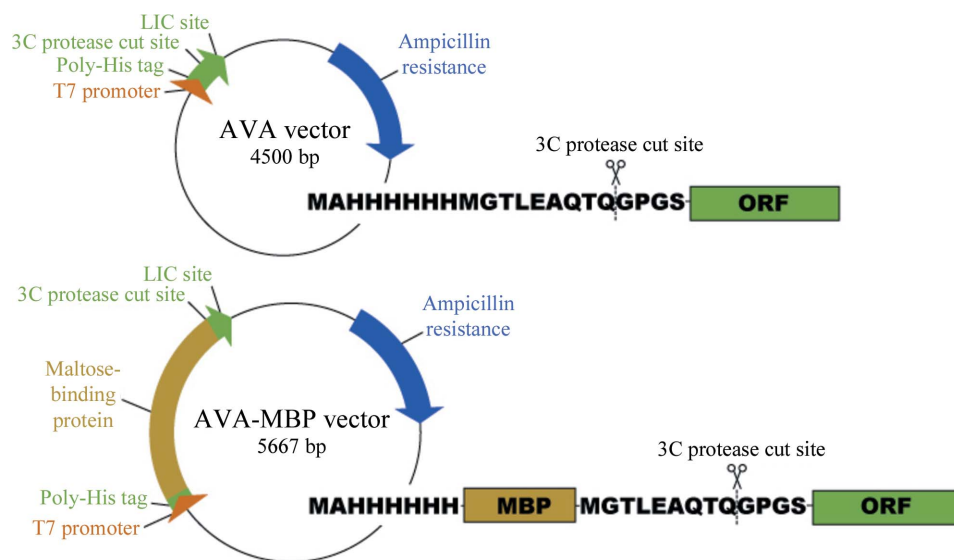 LIC site
3C protease cut site
Poly-His tag
T7 promoter
Ampicillin
resistance
AVA vector
4500 bp
3C protease cut site
MAHHHHHHMGTLEAQTQGPGS
ORF
LIC site
3C protease cut site
Maltose-
binding
protein
Poly-His tag
T7 promoter
Ampicillin
resistance
AVA-MBP vector
5667 bp
3C protease cut site
MAHHHHHH
MBP
MGTLEAQTQGPGS
ORF